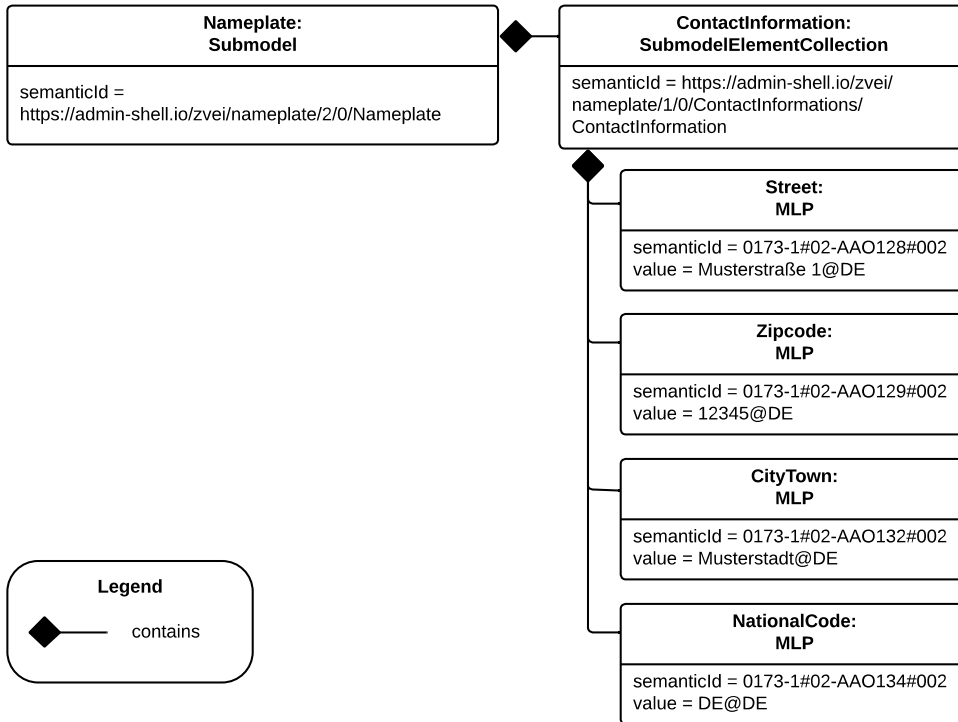 Nameplate:
Submodel
semanticId =
https://admin-shell.io/zvei/nameplate/2/0/Nameplate
ContactInformation:
SubmodelElementCollection
semanticId = https://admin-shell.io/zvei/
nameplate/1/0/ContactInformations/
ContactInformation
Street:
MLP
semanticId = 0173-1#02-AAO128#002
value = Musterstraße 1@DE
Zipcode:
MLP
semanticId = 0173-1#02-AAO129#002
value = 12345@DE
CityTown:
MLP
semanticId = 0173-1#02-AAO132#002
value = Musterstadt@DE
NationalCode:
MLP
semanticId = 0173-1#02-AAO134#002
value = DE@DE
Legend
contains